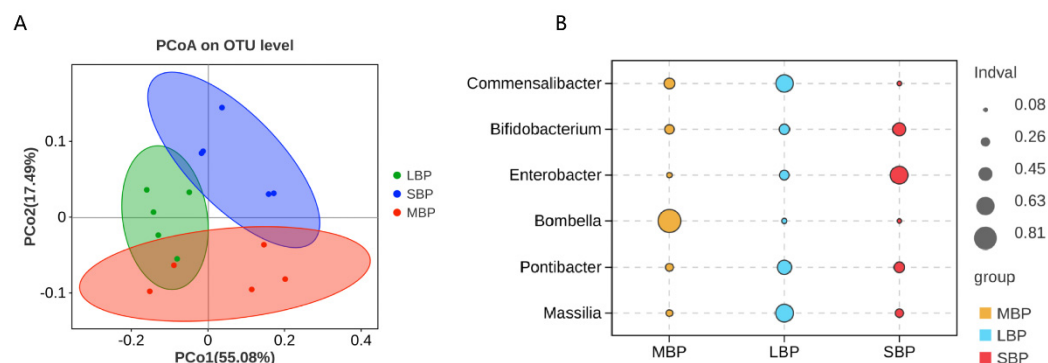 A
PCoA on OTU level
PCo2(17.49%)
0.1
0
-0.1
-0.2
0
0.2
0.4
PCo1(55.08%)
LBP
SBP
MBP
B
Commensalibacter
Bifidobacterium
Enterobacter
Bombella
Pontibacter
Massilia
MBP
LBP
SBP
Indval
0.08
0.26
0.45
0.63
0.81
group
MBP
LBP
SBP